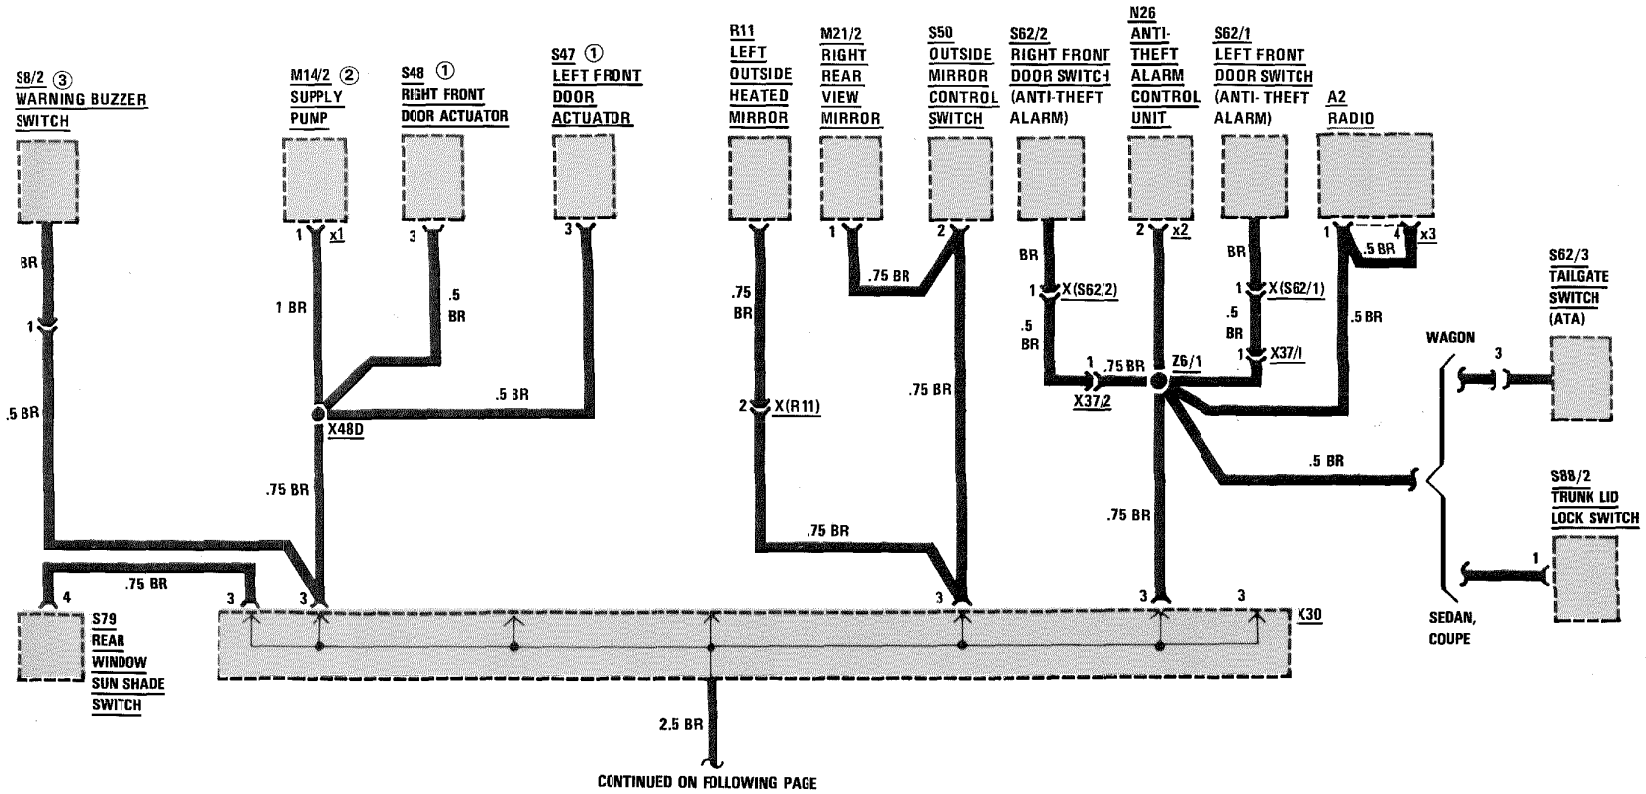 S8/2 ③
WARNING BUZZER
SWITCH
M14/2 ②
SUPPLY
PUMP
S48 ①
RIGHT FRONT
DOOR ACTUATOR
S47 ①
LEFT FRONT
DOOR
ACTUATOR
R11
LEFT
OUTSIDE
HEATED
MIRROR
M21/2
RIGHT
REAR
VIEW
MIRROR
S50
OUTSIDE
MIRROR
CONTROL
SWITCH
S62/2
RIGHT FRONT
DOOR SWITCH
(ANTI-THEFT
ALARM)
N26
ANTI-
THEFT
ALARM
CONTROL
UNIT
S62/1
LEFT FRONT
DOOR SWITCH
(ANTI-THEFT
ALARM)
A2
RADIO
1 x1
3
3
1
2
2 x2
1
4 x3
BR
1
.5 BR
1 BR
.5
BR
.5 BR
X48D
.75 BR
.75
BR
2 X(R11)
.75 BR
.75 BR
.75 BR
BR
1 X(S62/2)
.5
BR
1
X37/2
.75 BR
Z6/1
BR
1 X(S62/1)
.5
BR
1 X37/1
.5 BR
.5 BR
.5 BR
.75 BR
WAGON
3
S62/3
TAILGATE
SWITCH
(ATA)
S88/2
TRUNK LID
LOCK SWITCH
1
SEDAN,
COUPE
.75 BR
4
S79
REAR
WINDOW
SUN SHADE
SWITCH
3
3
3
3
3
X30
2.5 BR
CONTINUED ON FOLLOWING PAGE